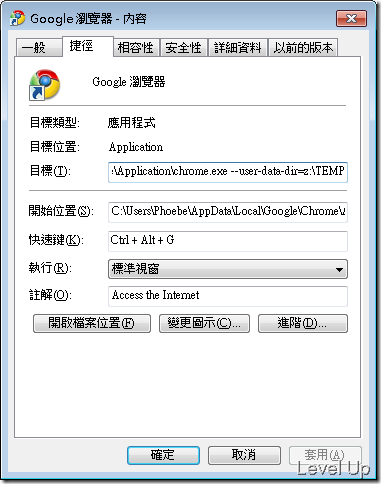 Google 瀏覽器 - 內容
一般 捷徑 相容性 安全性 詳細資料 以前的版本
Google 瀏覽器
目標類型: 應用程式
目標位置: Application
目標(T): :\Application\chrome.exe --user-data-dir=z:\TEMP
開始位置(S): C:\Users\Phoebe\AppData\Local\Google\Chrome\A
快速鍵(K): Ctrl + Alt + G
執行(R): 標準視窗
註解(O): Access the Internet
開啟檔案位置(F) 變更圖示(C)... 進階(D)...
確定 取消 套用(A)
Level Up